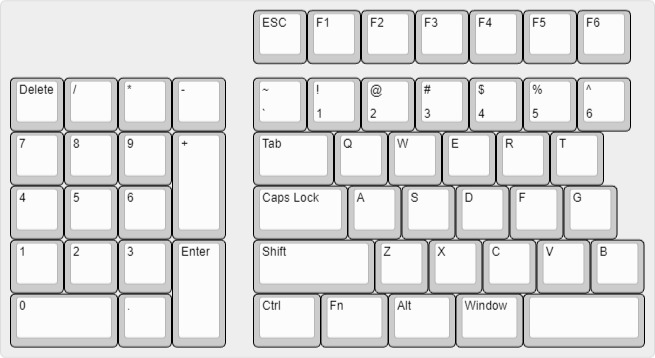 ESC F1 F2 F3 F4 F5 F6
Delete / * - ~ ! @ # $ % ^
` 1 2 3 4 5 6
7 8 9 + Tab Q W E R T
4 5 6 Caps Lock A S D F G
1 2 3 Enter Shift Z X C V B
0 . Ctrl Fn Alt Window